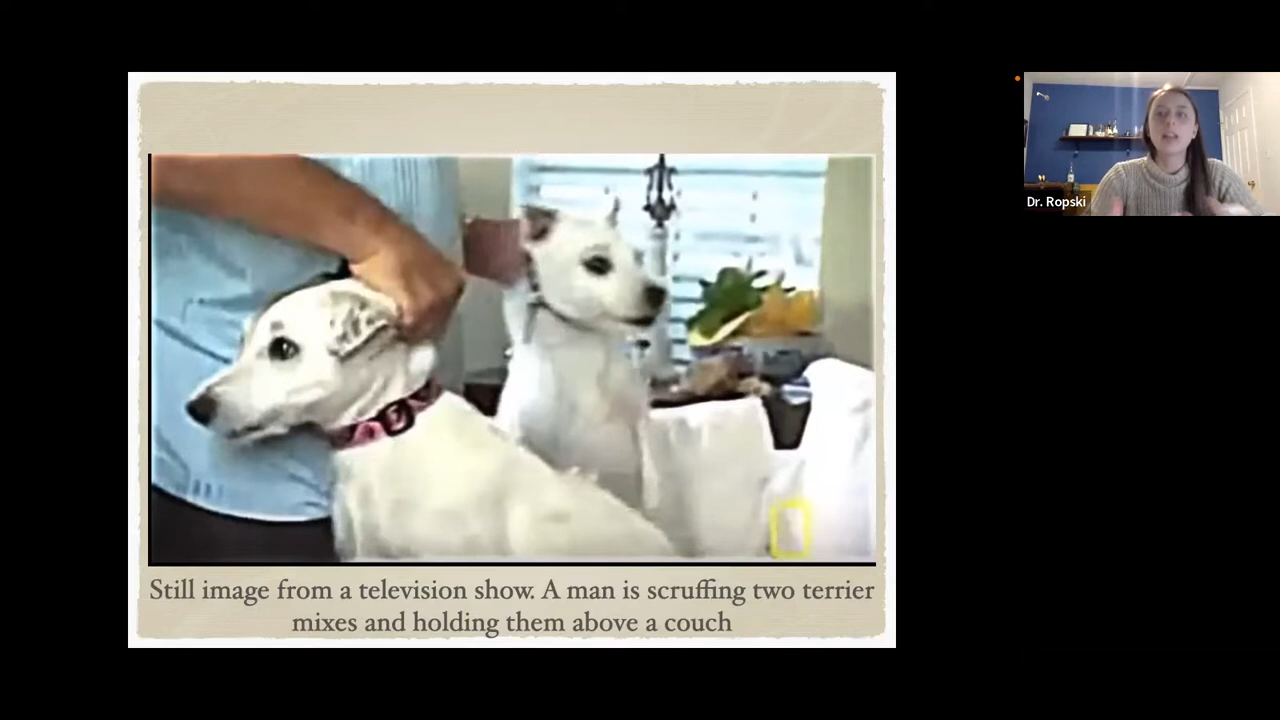 Dr. Ropski
Still image from a television show. A man is scruffing two terrier
mixes and holding them above a couch